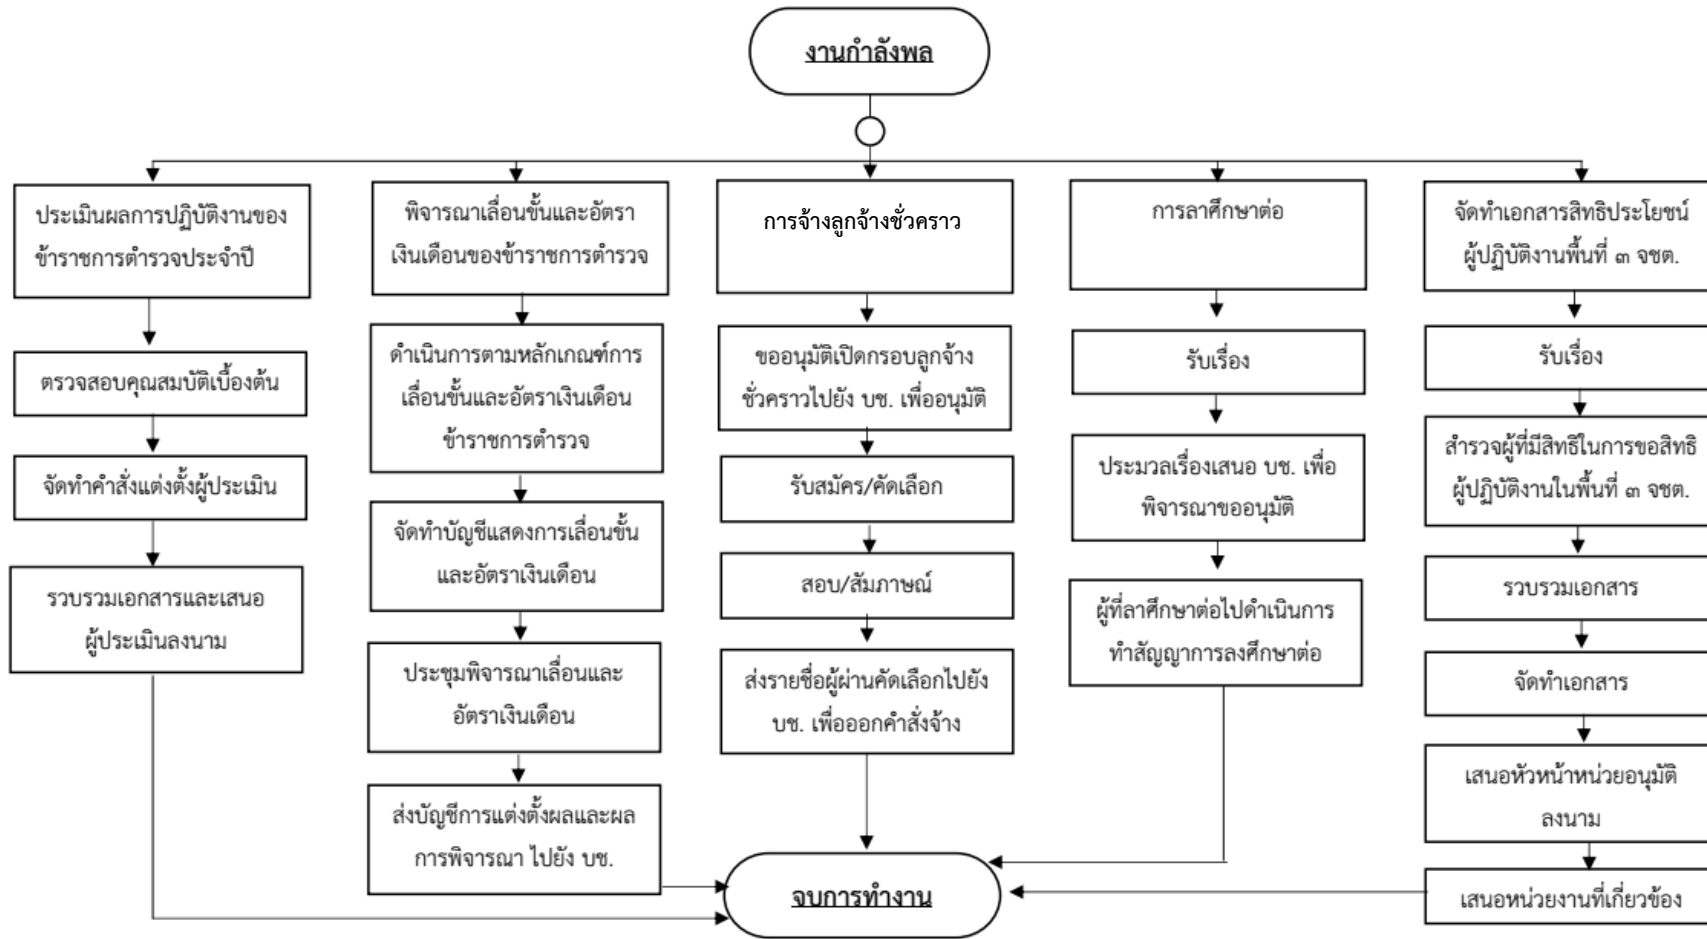 งานกำลังพล
ประเมินผลการปฏิบัติงานของ
ข้าราชการตำรวจประจำปี
ตรวจสอบคุณสมบัติเบื้องต้น
จัดทำคำสั่งแต่งตั้งผู้ประเมิน
รวบรวมเอกสารและเสนอ
ผู้ประเมินลงนาม
พิจารณาเลื่อนขั้นและอัตรา
เงินเดือนของข้าราชการตำรวจ
ดำเนินการตามหลักเกณฑ์การ
เลื่อนขั้นและอัตราเงินเดือน
ข้าราชการตำรวจ
จัดทำบัญชีแสดงการเลื่อนขั้น
และอัตราเงินเดือน
ประชุมพิจารณาเลื่อนและ
อัตราเงินเดือน
ส่งบัญชีการแต่งตั้งผลและผล
การพิจารณา ไปยัง บช.
การจ้างลูกจ้างชั่วคราว
ขออนุมัติเปิดกรอบลูกจ้าง
ชั่วคราวไปยัง บช. เพื่ออนุมัติ
รับสมัคร/คัดเลือก
สอบ/สัมภาษณ์
ส่งรายชื่อผู้ผ่านคัดเลือกไปยัง
บช. เพื่อออกคำสั่งจ้าง
การลาศึกษาต่อ
รับเรื่อง
ประมวลเรื่องเสนอ บช. เพื่อ
พิจารณาขออนุมัติ
ผู้ที่ลาศึกษาต่อไปดำเนินการ
ทำสัญญาการลงศึกษาต่อ
จัดทำเอกสารสิทธิประโยชน์
ผู้ปฏิบัติงานพื้นที่ ๓ จชต.
รับเรื่อง
สำรวจผู้ที่มีสิทธิในการขอสิทธิ
ผู้ปฏิบัติงานในพื้นที่ ๓ จชต.
รวบรวมเอกสาร
จัดทำเอกสาร
เสนอหัวหน้าหน่วยอนุมัติ
ลงนาม
เสนอหน่วยงานที่เกี่ยวข้อง
จบการทำงาน